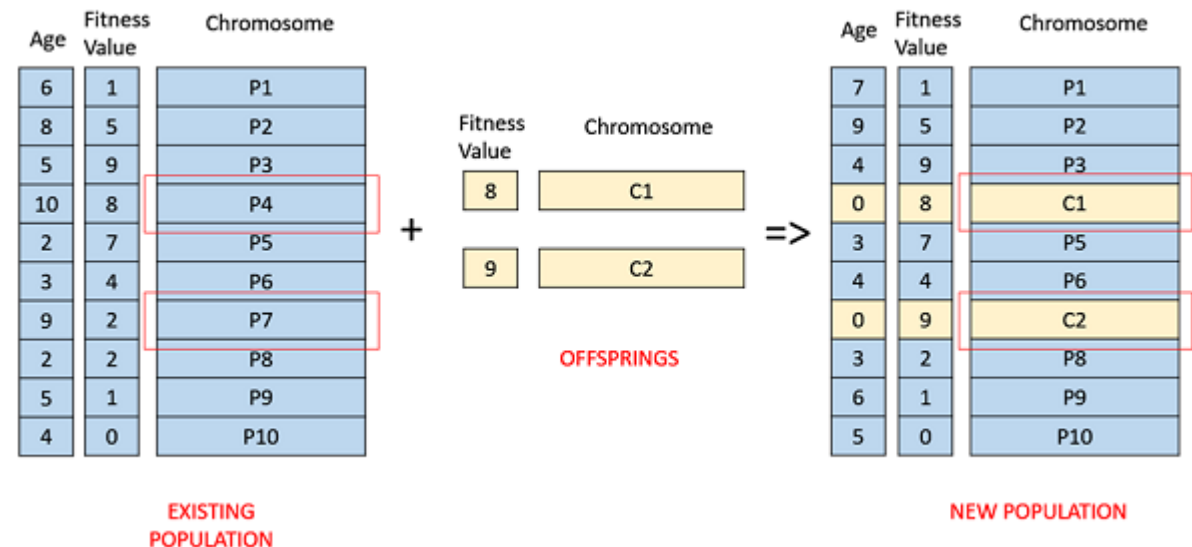 Age Fitness Value Chromosome
6 1 P1
8 5 P2
5 9 P3
10 8 P4
2 7 P5
3 4 P6
9 2 P7
2 2 P8
5 1 P9
4 0 P10
EXISTING
POPULATION
+
Fitness Value Chromosome
8 C1
9 C2
OFFSPRINGS
=>
Age Fitness Value Chromosome
7 1 P1
9 5 P2
4 9 P3
0 8 C1
3 7 P5
4 4 P6
0 9 C2
3 2 P8
6 1 P9
5 0 P10
NEW POPULATION